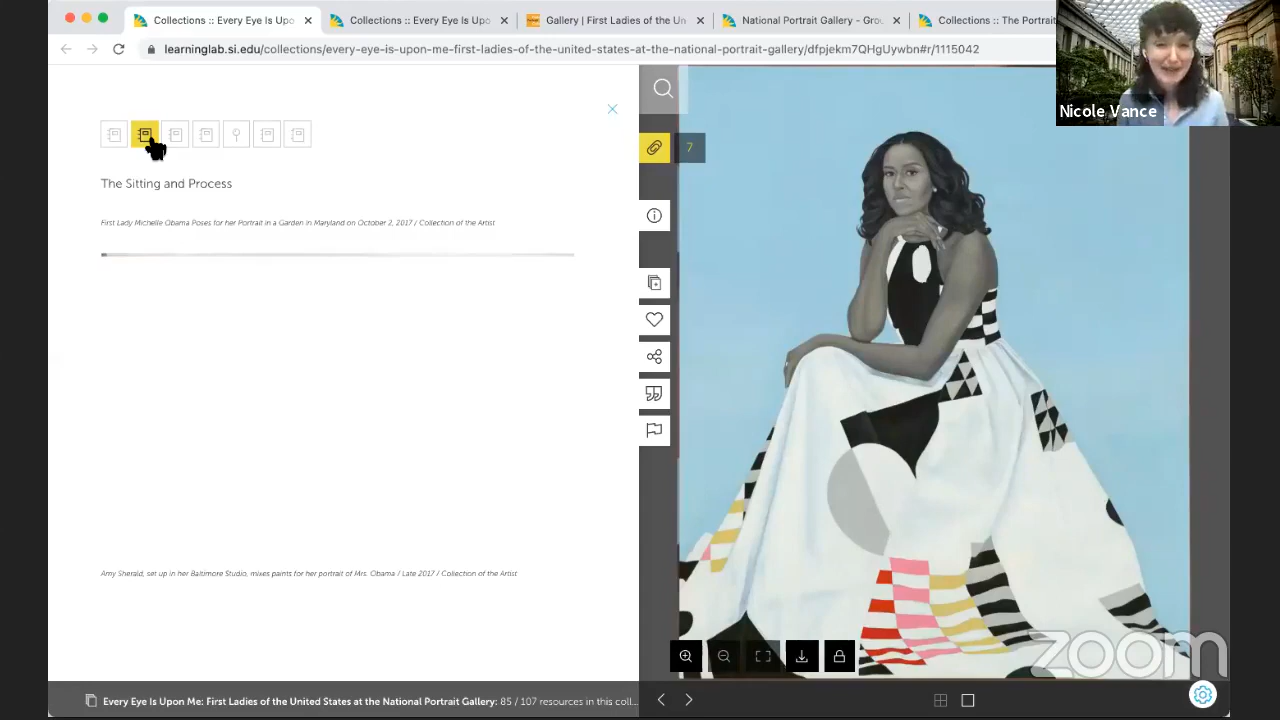 Collections :: Every Eye Is Upo
Collections :: Every Eye Is Upo
Gallery | First Ladies of the Un
National Portrait Gallery - Grou
Collections :: The Portrait
learninglab.si.edu/collections/every-eye-is-upon-me-first-ladies-of-the-united-states-at-the-national-portrait-gallery/dfpjekm7QHgUywbn#r/1115042
Nicole Vance
7
The Sitting and Process
First Lady Michelle Obama Poses for her Portrait in a Garden in Maryland on October 2, 2017 / Collection of the Artist
Amy Sherald, set up in her Baltimore Studio, mixes paints for her portrait of Mrs. Obama / Late 2017 / Collection of the Artist
zoom
Every Eye Is Upon Me: First Ladies of the United States at the National Portrait Gallery: 85 / 107 resources in this coll...